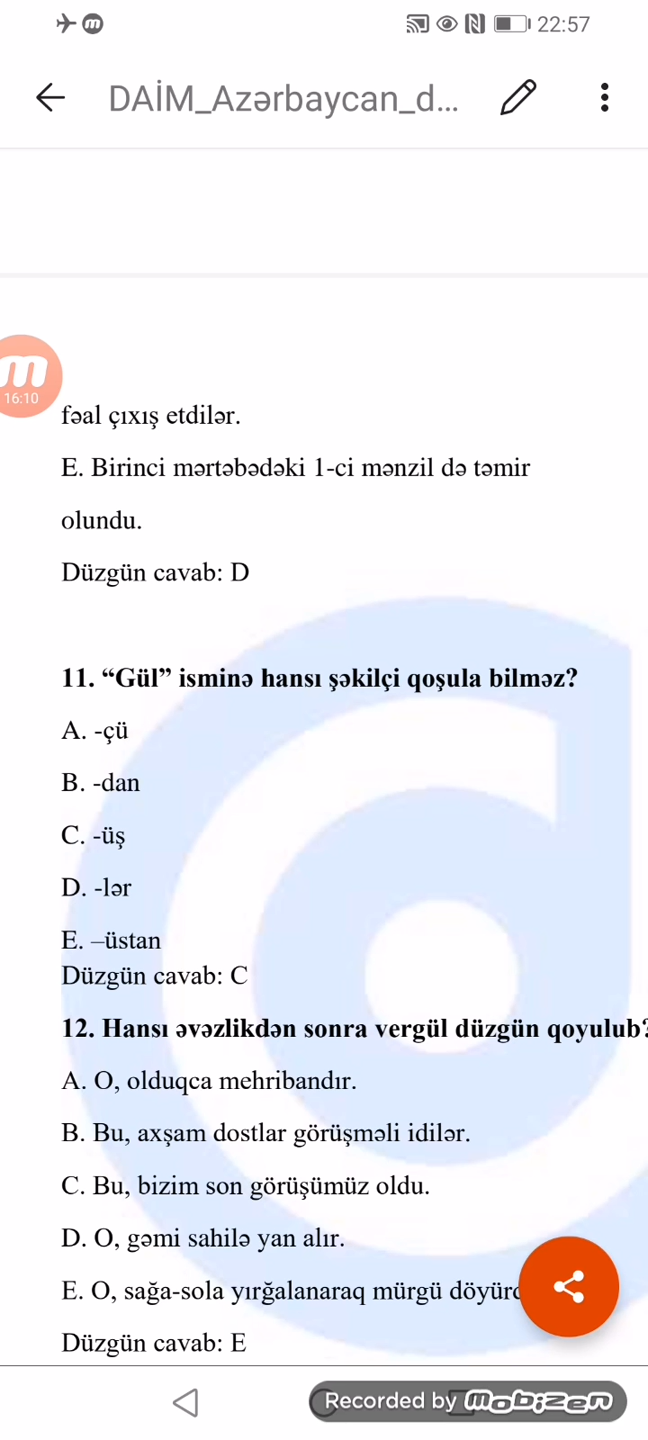 22:57
DAİM_Azərbaycan_d...
16:10
fəal çıxış etdilər.
E. Birinci mərtəbədəki 1-ci mənzil də təmir
olundu.
Düzgün cavab: D
11. “Gül” isminə hansı şəkilçi qoşula bilməz?
A. -çü
B. -dan
C. -üş
D. -lər
E. –üstan
Düzgün cavab: C
12. Hansı əvəzlikdən sonra vergül düzgün qoyulub?
A. O, olduqca mehribandır.
B. Bu, axşam dostlar görüşməli idilər.
C. Bu, bizim son görüşümüz oldu.
D. O, gəmi sahilə yan alır.
E. O, sağa-sola yırğalanaraq mürgü
Düzgün cavab: E
Recorded by mobizen